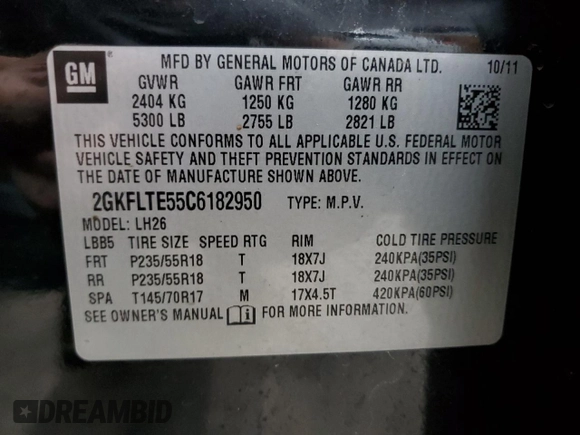 GM
MFD BY GENERAL MOTORS OF CANADA LTD. 10/11
GVWR GAWR FRT GAWR RR
2404 KG 1250 KG 1280 KG
5300 LB 2755 LB 2821 LB
THIS VEHICLE CONFORMS TO ALL APPLICABLE U.S. FEDERAL MOTOR
VEHICLE SAFETY AND THEFT PREVENTION STANDARDS IN EFFECT ON
THE DATE OF MANUFACTURE SHOWN ABOVE.
2GKFLTE55C6182950 TYPE: M.P.V.
MODEL: LH26
LBB5 TIRE SIZE SPEED RTG RIM COLD TIRE PRESSURE
FRT P235/55R18 T 18X7J 240KPA(35PSI)
RR P235/55R18 T 18X7J 240KPA(35PSI)
SPA T145/70R17 M 17X4.5T 420KPA(60PSI)
SEE OWNER'S MANUAL i FOR MORE INFORMATION.
DREAMBID